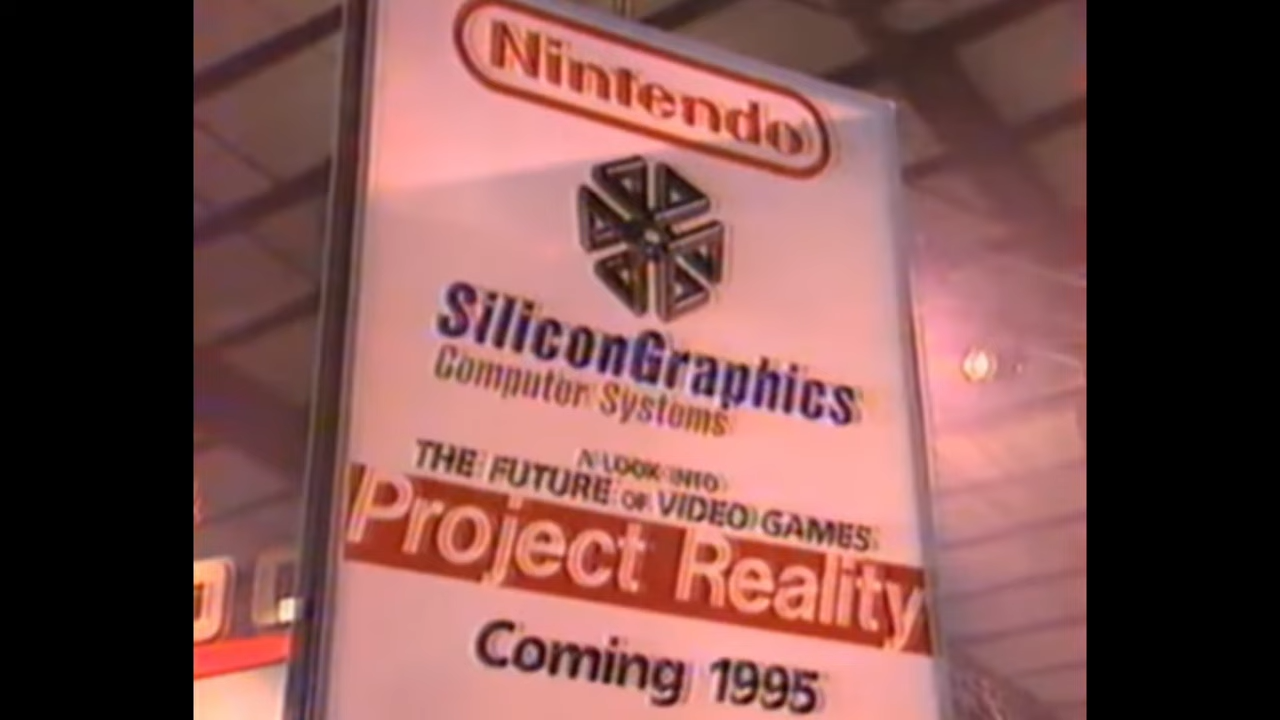 Nintendo
SiliconGraphics
Computer Systems
A LOOK INTO
THE FUTURE OF VIDEO GAMES
Project Reality
Coming 1995